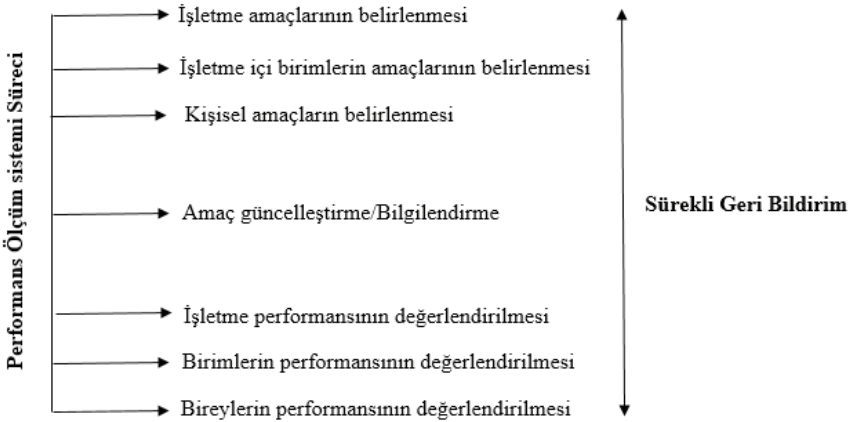 Performans Ölçüm sistemi Süreci
İşletme amaçlarının belirlenmesi
İşletme içi birimlerin amaçlarının belirlenmesi
Kişisel amaçların belirlenmesi
Amaç güncelleştirme/Bilgilendirme
İşletme performansının değerlendirilmesi
Birimlerin performansının değerlendirilmesi
Bireylerin performansının değerlendirilmesi
Sürekli Geri Bildirim